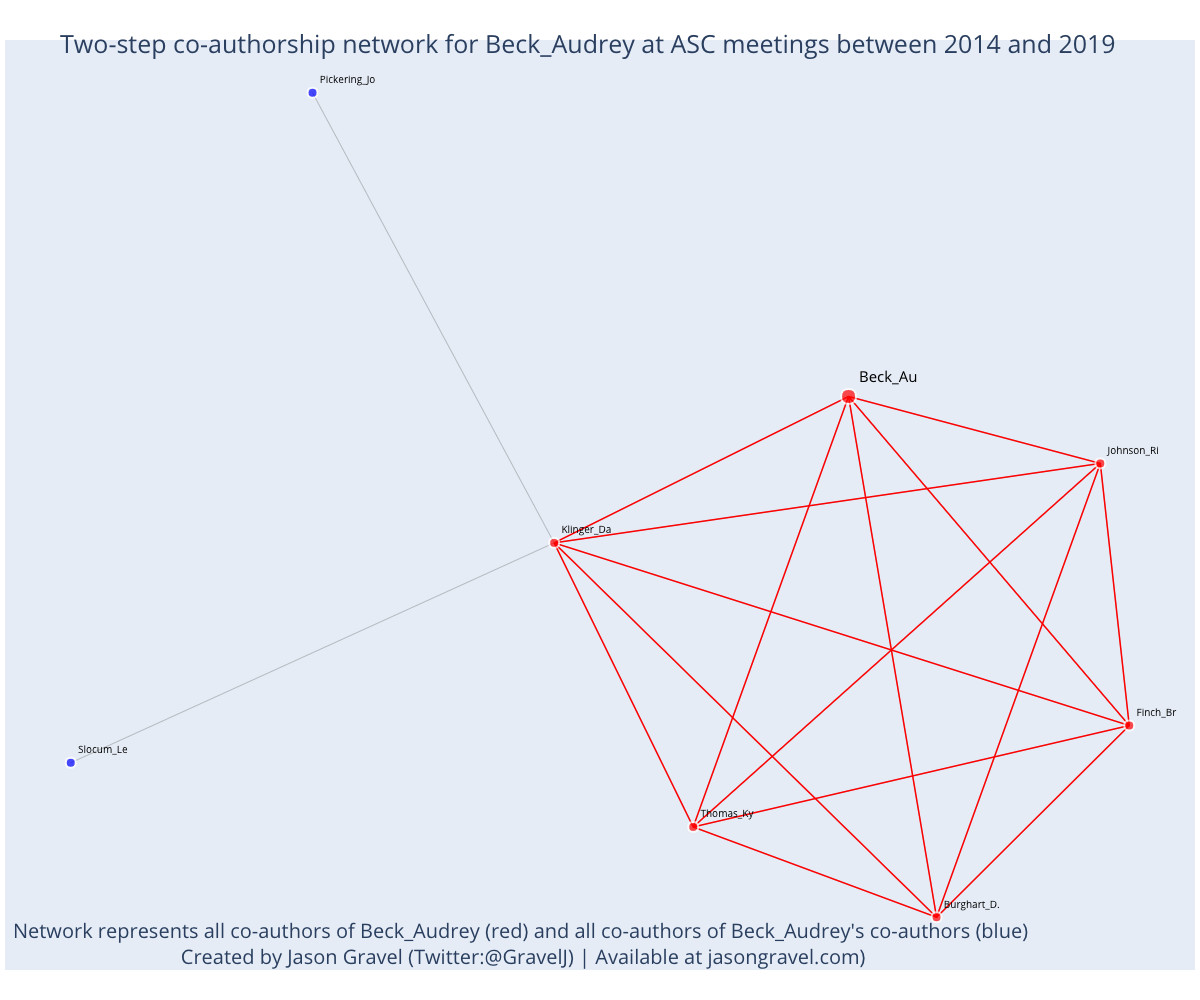 Two-step co-authorship network for Beck_Audrey at ASC meetings between 2014 and 2019
Pickering_Jo
Beck_Au
Johnson_Ri
Klinger_Da
Finch_Br
Slocum_Le
Thomas_Ky
Burghart_D.
Network represents all co-authors of Beck_Audrey (red) and all co-authors of Beck_Audrey's co-authors (blue)
Created by Jason Gravel (Twitter:@GravelJ) | Available at jasongravel.com)